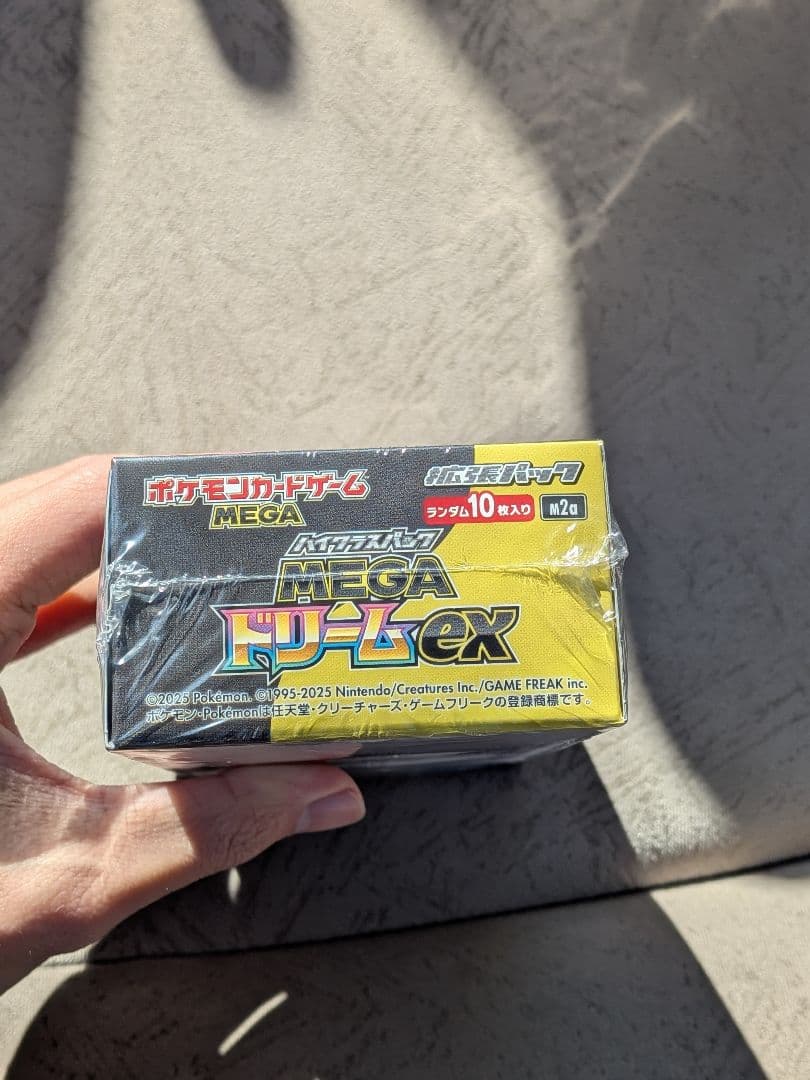 ポケモンカードゲーム
MEGA
拡張パック
ランダム10枚入り
M2a
ハイクラスパック
MEGA
ドリームex
©2025 Pokémon. ©1995-2025 Nintendo/Creatures Inc./GAME FREAK inc.
ポケモン・Pokémonは任天堂・クリーチャーズ・ゲームフリークの登録商標です。